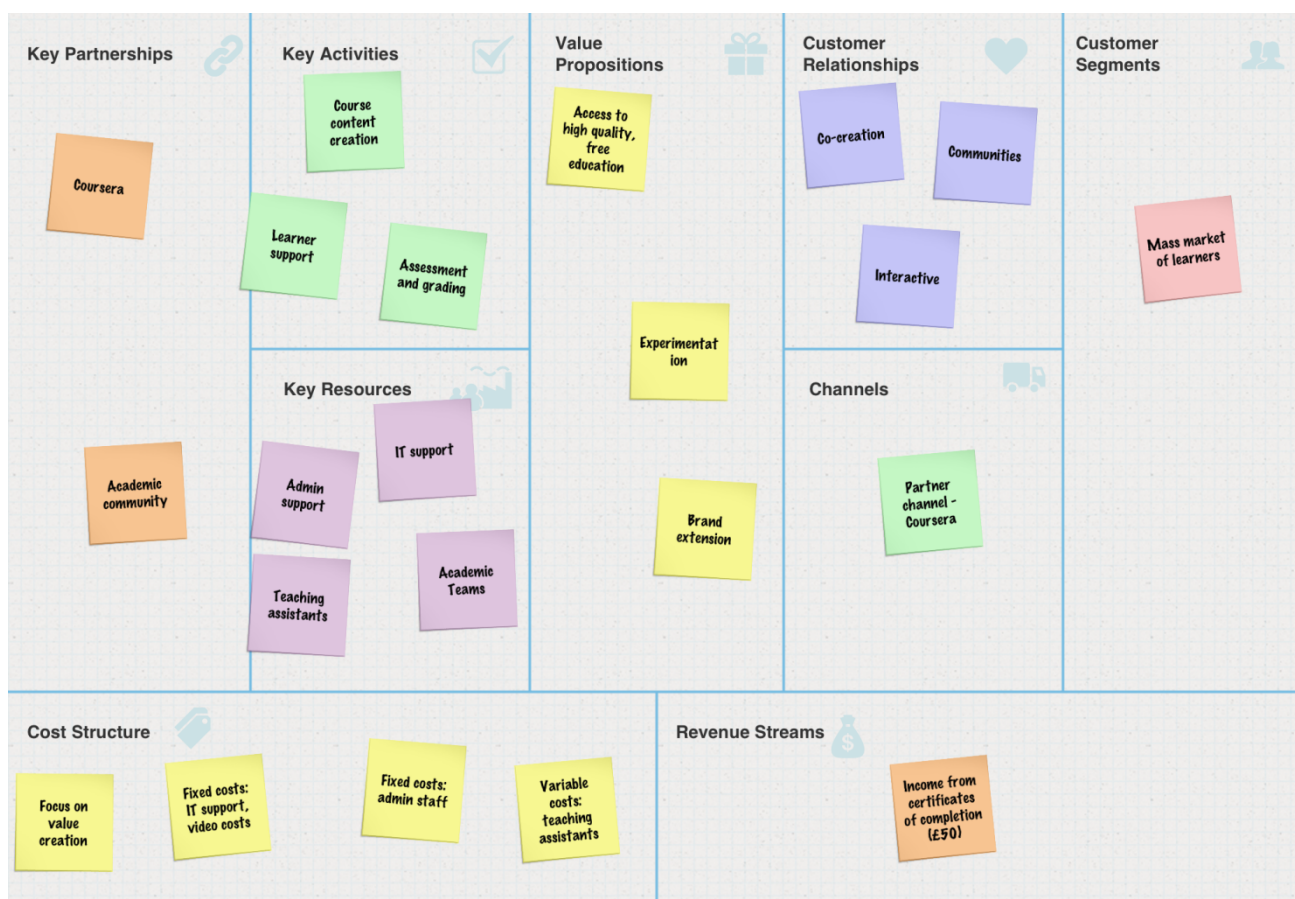 Key Partnerships
Coursera
Academic
community
Key Activities
Course
content
creation
Learner
support
Assessment
and grading
Key Resources
IT support
Admin
support
Academic
Teams
Teaching
assistants
Value
Propositions
Access to
high quality,
free
education
Experimentat
ion
Brand
extension
Customer
Relationships
Co-creation
Communities
Interactive
Channels
Partner
channel -
Coursera
Customer
Segments
Mass market
of learners
Cost Structure
Focus on
value
creation
Fixed costs:
IT support,
video costs
Fixed costs:
admin staff
Variable
costs:
teaching
assistants
Revenue Streams
$
Income from
certificates
of completion
(£50)